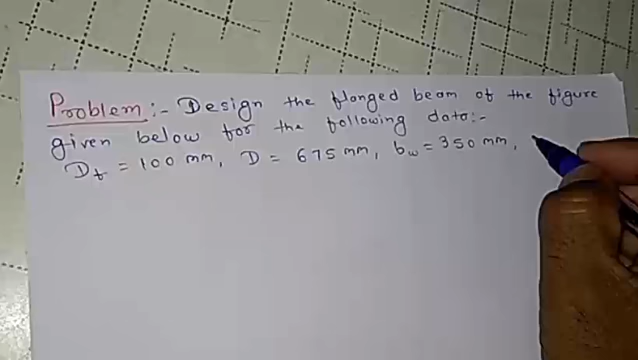 Problem:- Design the flanged beam of the figure
given below for the following data:-
Df = 100 mm, D = 675 mm, bw = 350 mm,